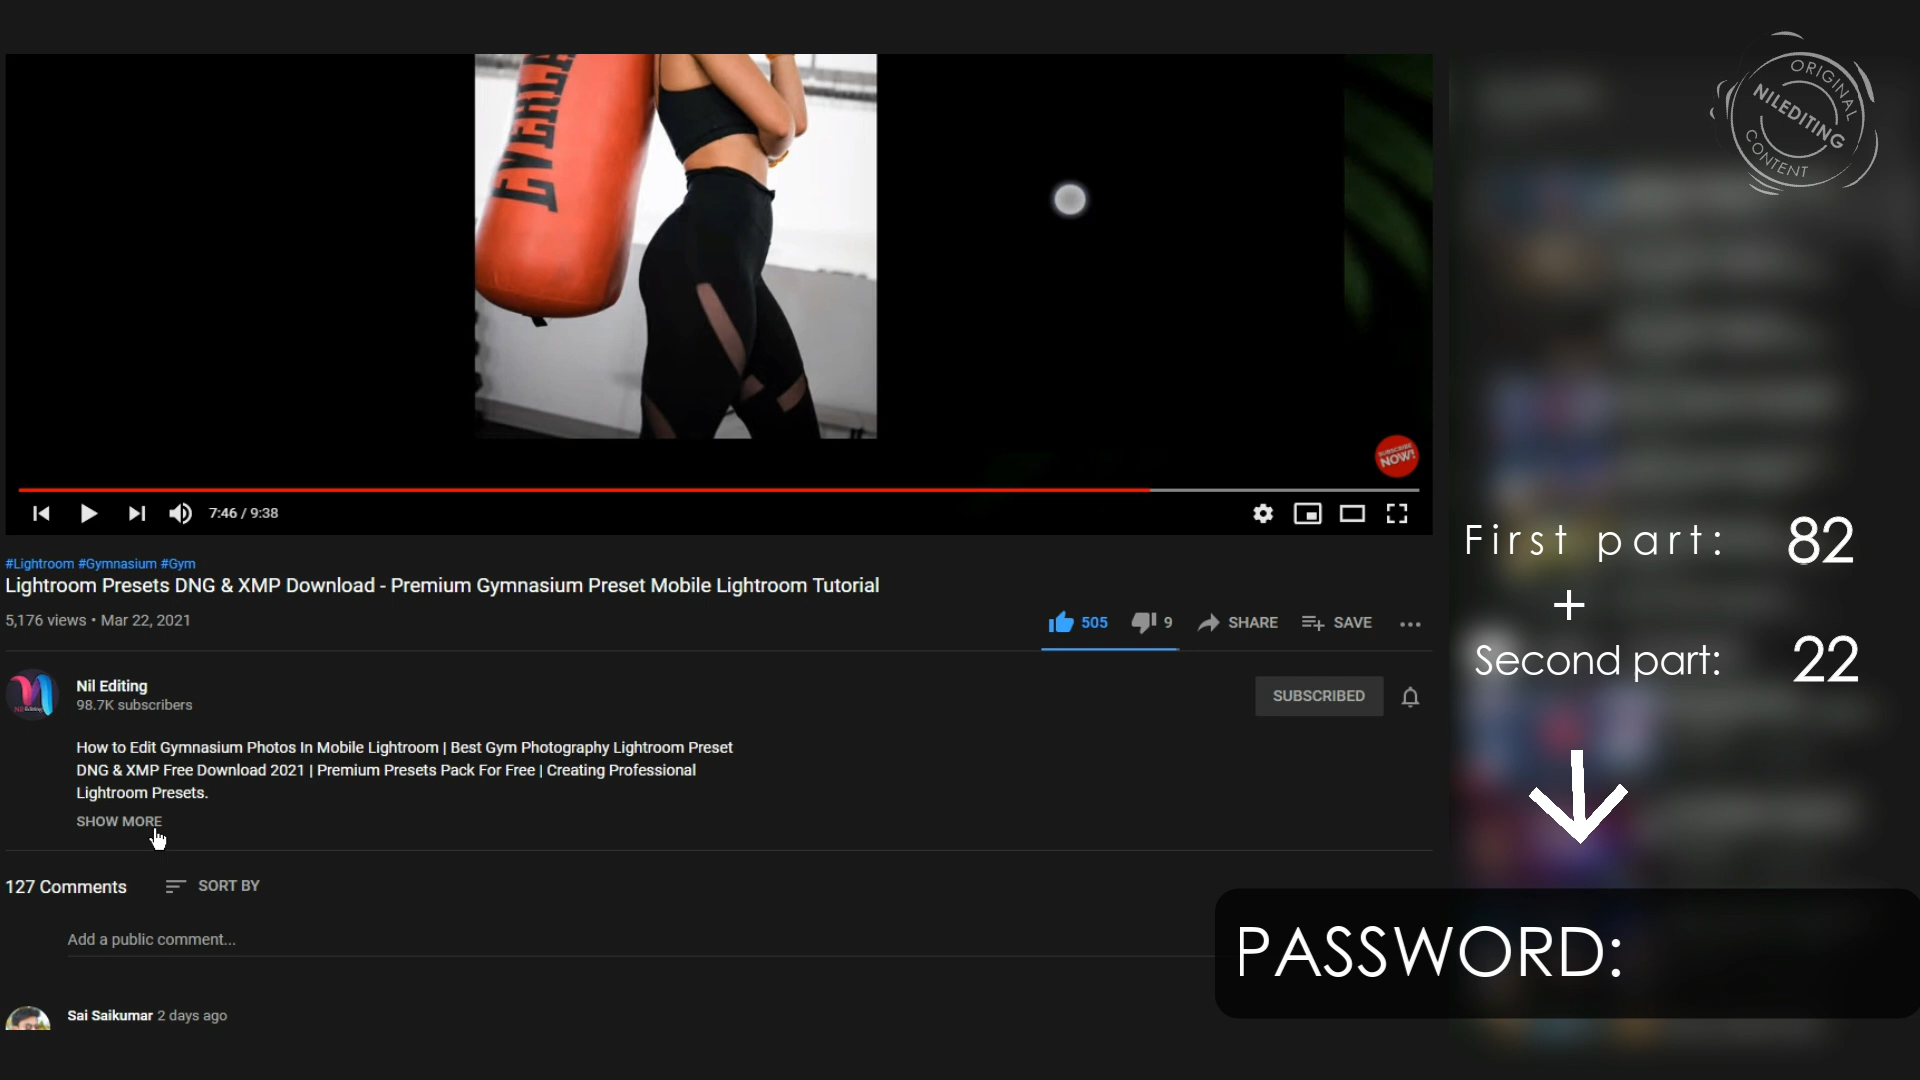 ORIGINAL
NILEDITING
CONTENT
EVERLA
SUBSCRIBE
NOW!
7:46 / 9:38
#Lightroom #Gymnasium #Gym
Lightroom Presets DNG & XMP Download - Premium Gymnasium Preset Mobile Lightroom Tutorial
5,176 views • Mar 22, 2021
505 9 SHARE SAVE
First part: 82
+
Second part: 22
Nil Editing
98.7K subscribers
SUBSCRIBED
How to Edit Gymnasium Photos In Mobile Lightroom | Best Gym Photography Lightroom Preset
DNG & XMP Free Download 2021 | Premium Presets Pack For Free | Creating Professional
Lightroom Presets.
SHOW MORE
127 Comments SORT BY
Add a public comment...
PASSWORD:
Sai Saikumar 2 days ago